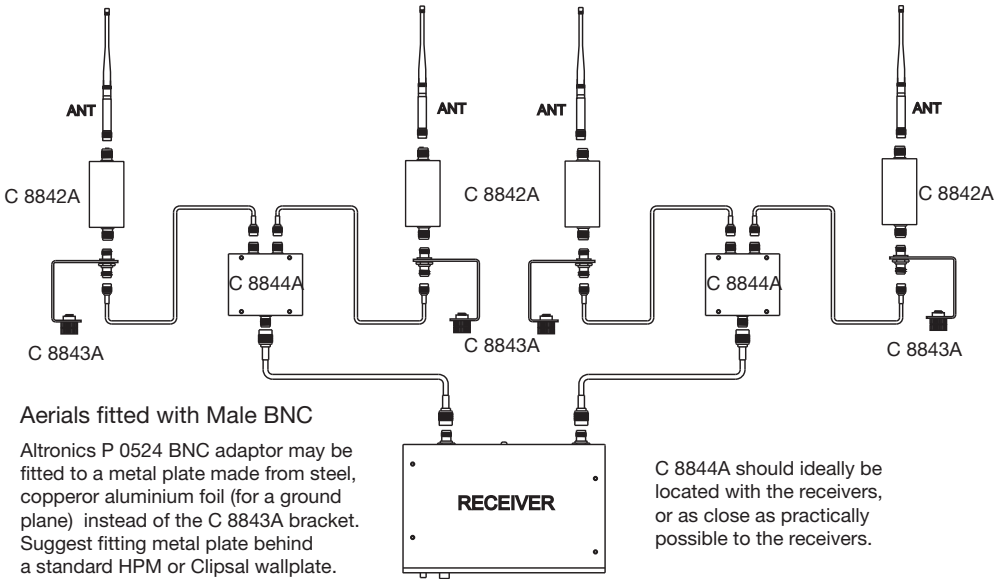 ANT
ANT
ANT
ANT
C 8842A
C 8842A
C 8842A
C 8844A
C 8844A
C 8843A
C 8843A
C 8843A
Aerials fitted with Male BNC
Altronics P 0524 BNC adaptor may be
fitted to a metal plate made from steel,
copperor aluminium foil (for a ground
plane) instead of the C 8843A bracket.
Suggest fitting metal plate behind
a standard HPM or Clipsal wallplate.
RECEIVER
C 8844A should ideally be
located with the receivers,
or as close as practically
possible to the receivers.